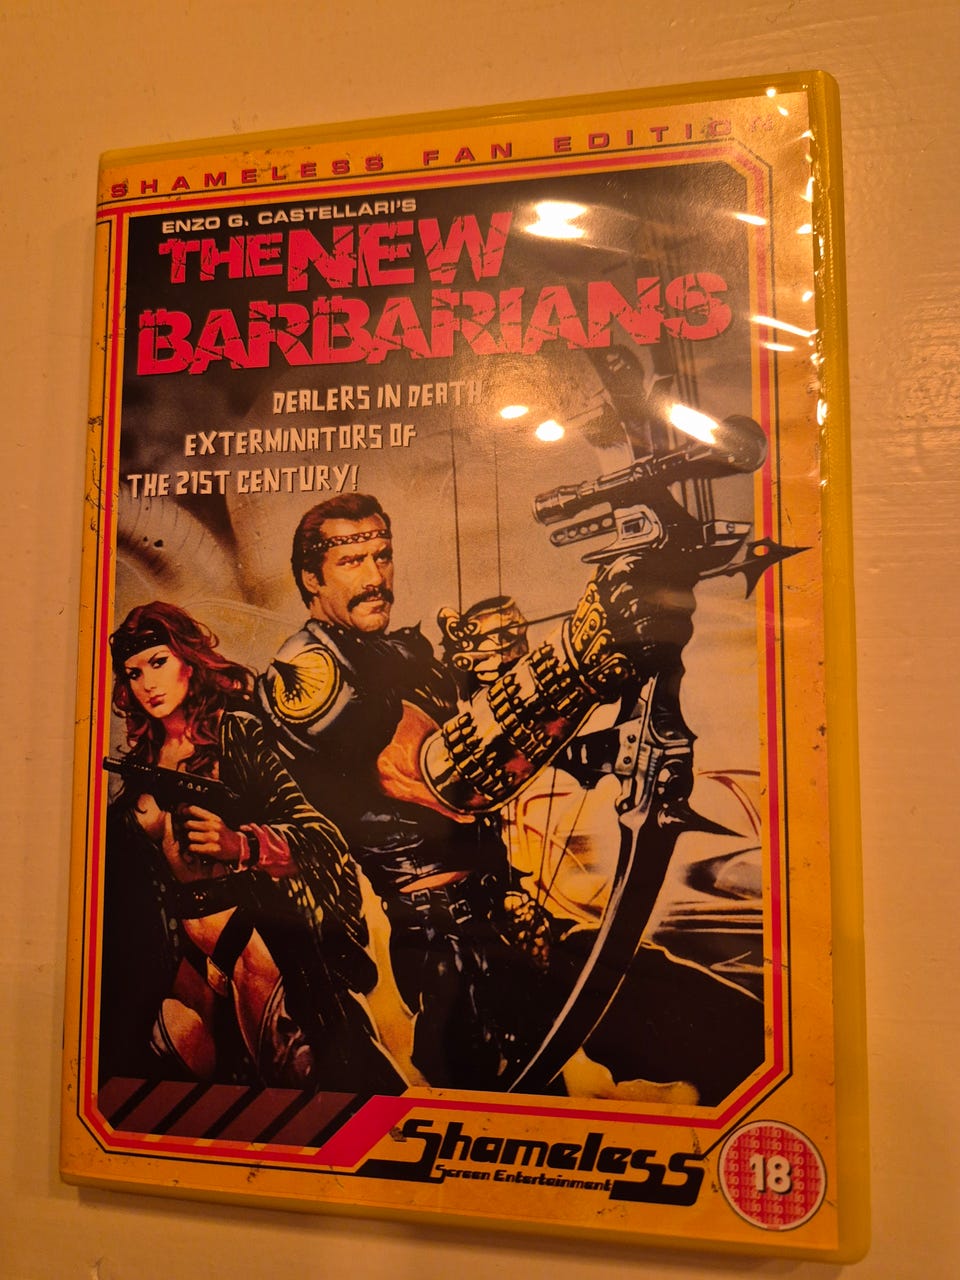 SHAMELESS FAN EDITION
ENZO G. CASTELLARI'S
THE NEW
BARBARIANS
DEALERS IN DEATH
EXTERMINATORS OF
THE 21ST CENTURY!
Shameless
Screen Entertainment
18